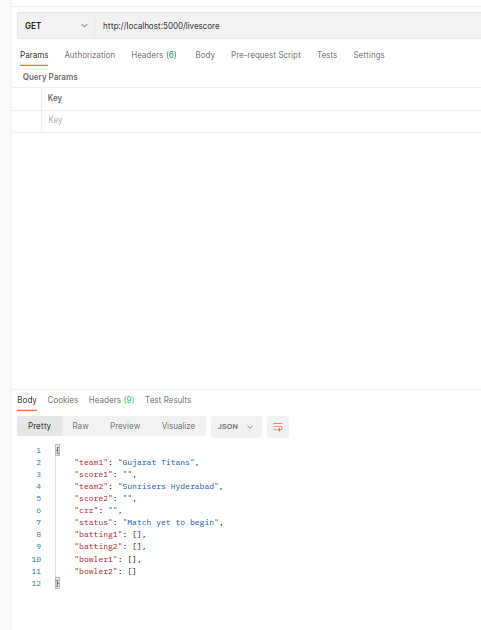 GET http://localhost:5000/livescore
Params Authorization Headers (6) Body Pre-request Script Tests Settings
Query Params
Key
Key
Body Cookies Headers (9) Test Results
Pretty Raw Preview Visualize JSON
1 {
2 "team1": "Gujarat Titans",
3 "score1": "",
4 "team2": "Sunrisers Hyderabad",
5 "score2": "",
6 "crr": "",
7 "status": "Match yet to begin",
8 "batting1": [],
9 "batting2": [],
10 "bowler1": [],
11 "bowler2": []
12 }